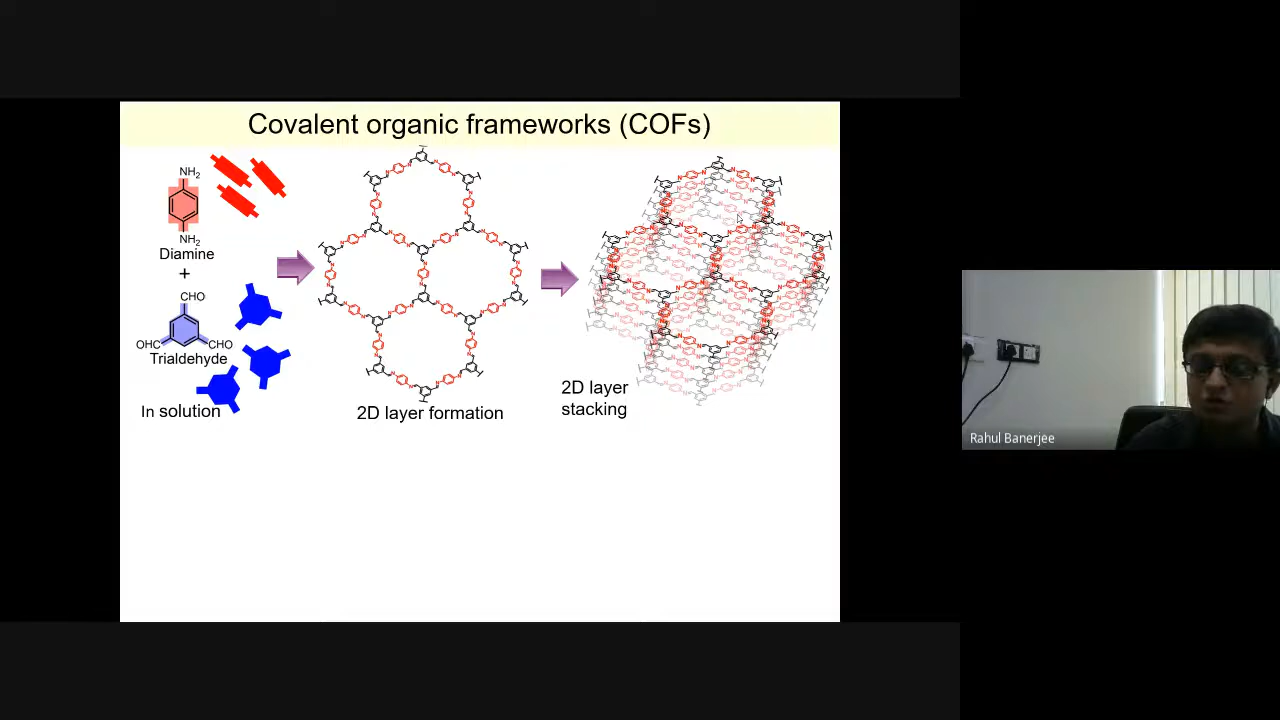 Covalent organic frameworks (COFs)
NH2
NH2
Diamine
+
CHO
OHC
CHO
Trialdehyde
In solution
2D layer formation
2D layer
stacking
Rahul Banerjee